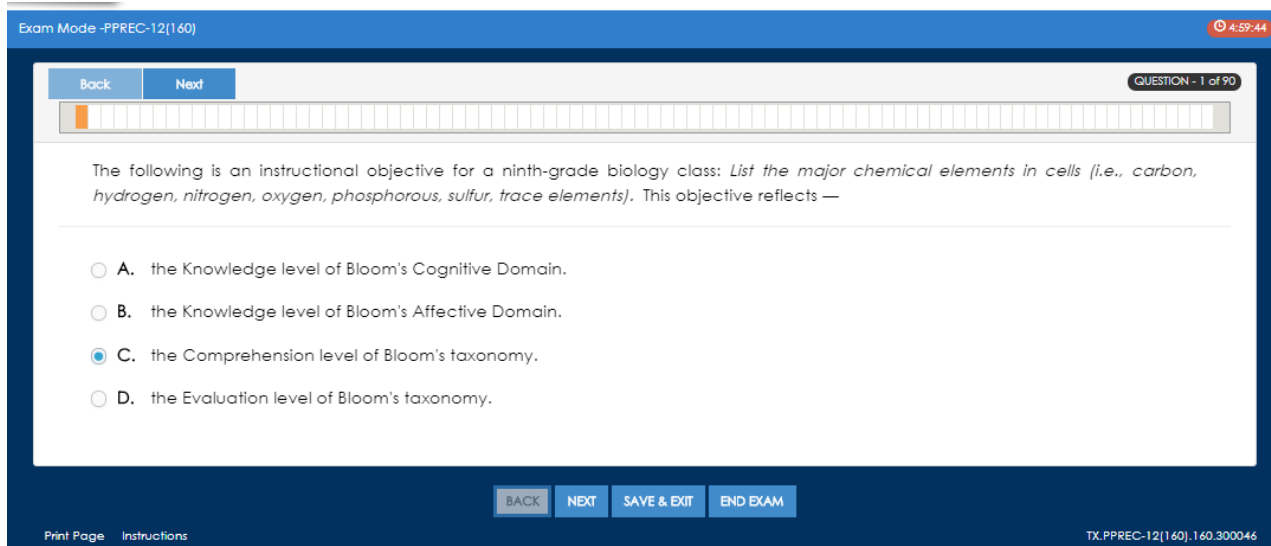 Exam Mode -PPREC-12(160)
4:59:44
Back
Next
QUESTION - 1 of 90
The following is an instructional objective for a ninth-grade biology class: List the major chemical elements in cells (i.e., carbon,
hydrogen, nitrogen, oxygen, phosphorous, sulfur, trace elements). This objective reflects —
A. the Knowledge level of Bloom's Cognitive Domain.
B. the Knowledge level of Bloom's Affective Domain.
C. the Comprehension level of Bloom's taxonomy.
D. the Evaluation level of Bloom's taxonomy.
BACK
NEXT
SAVE & EXIT
END EXAM
Print Page
Instructions
TX.PPREC-12(160).160.300046